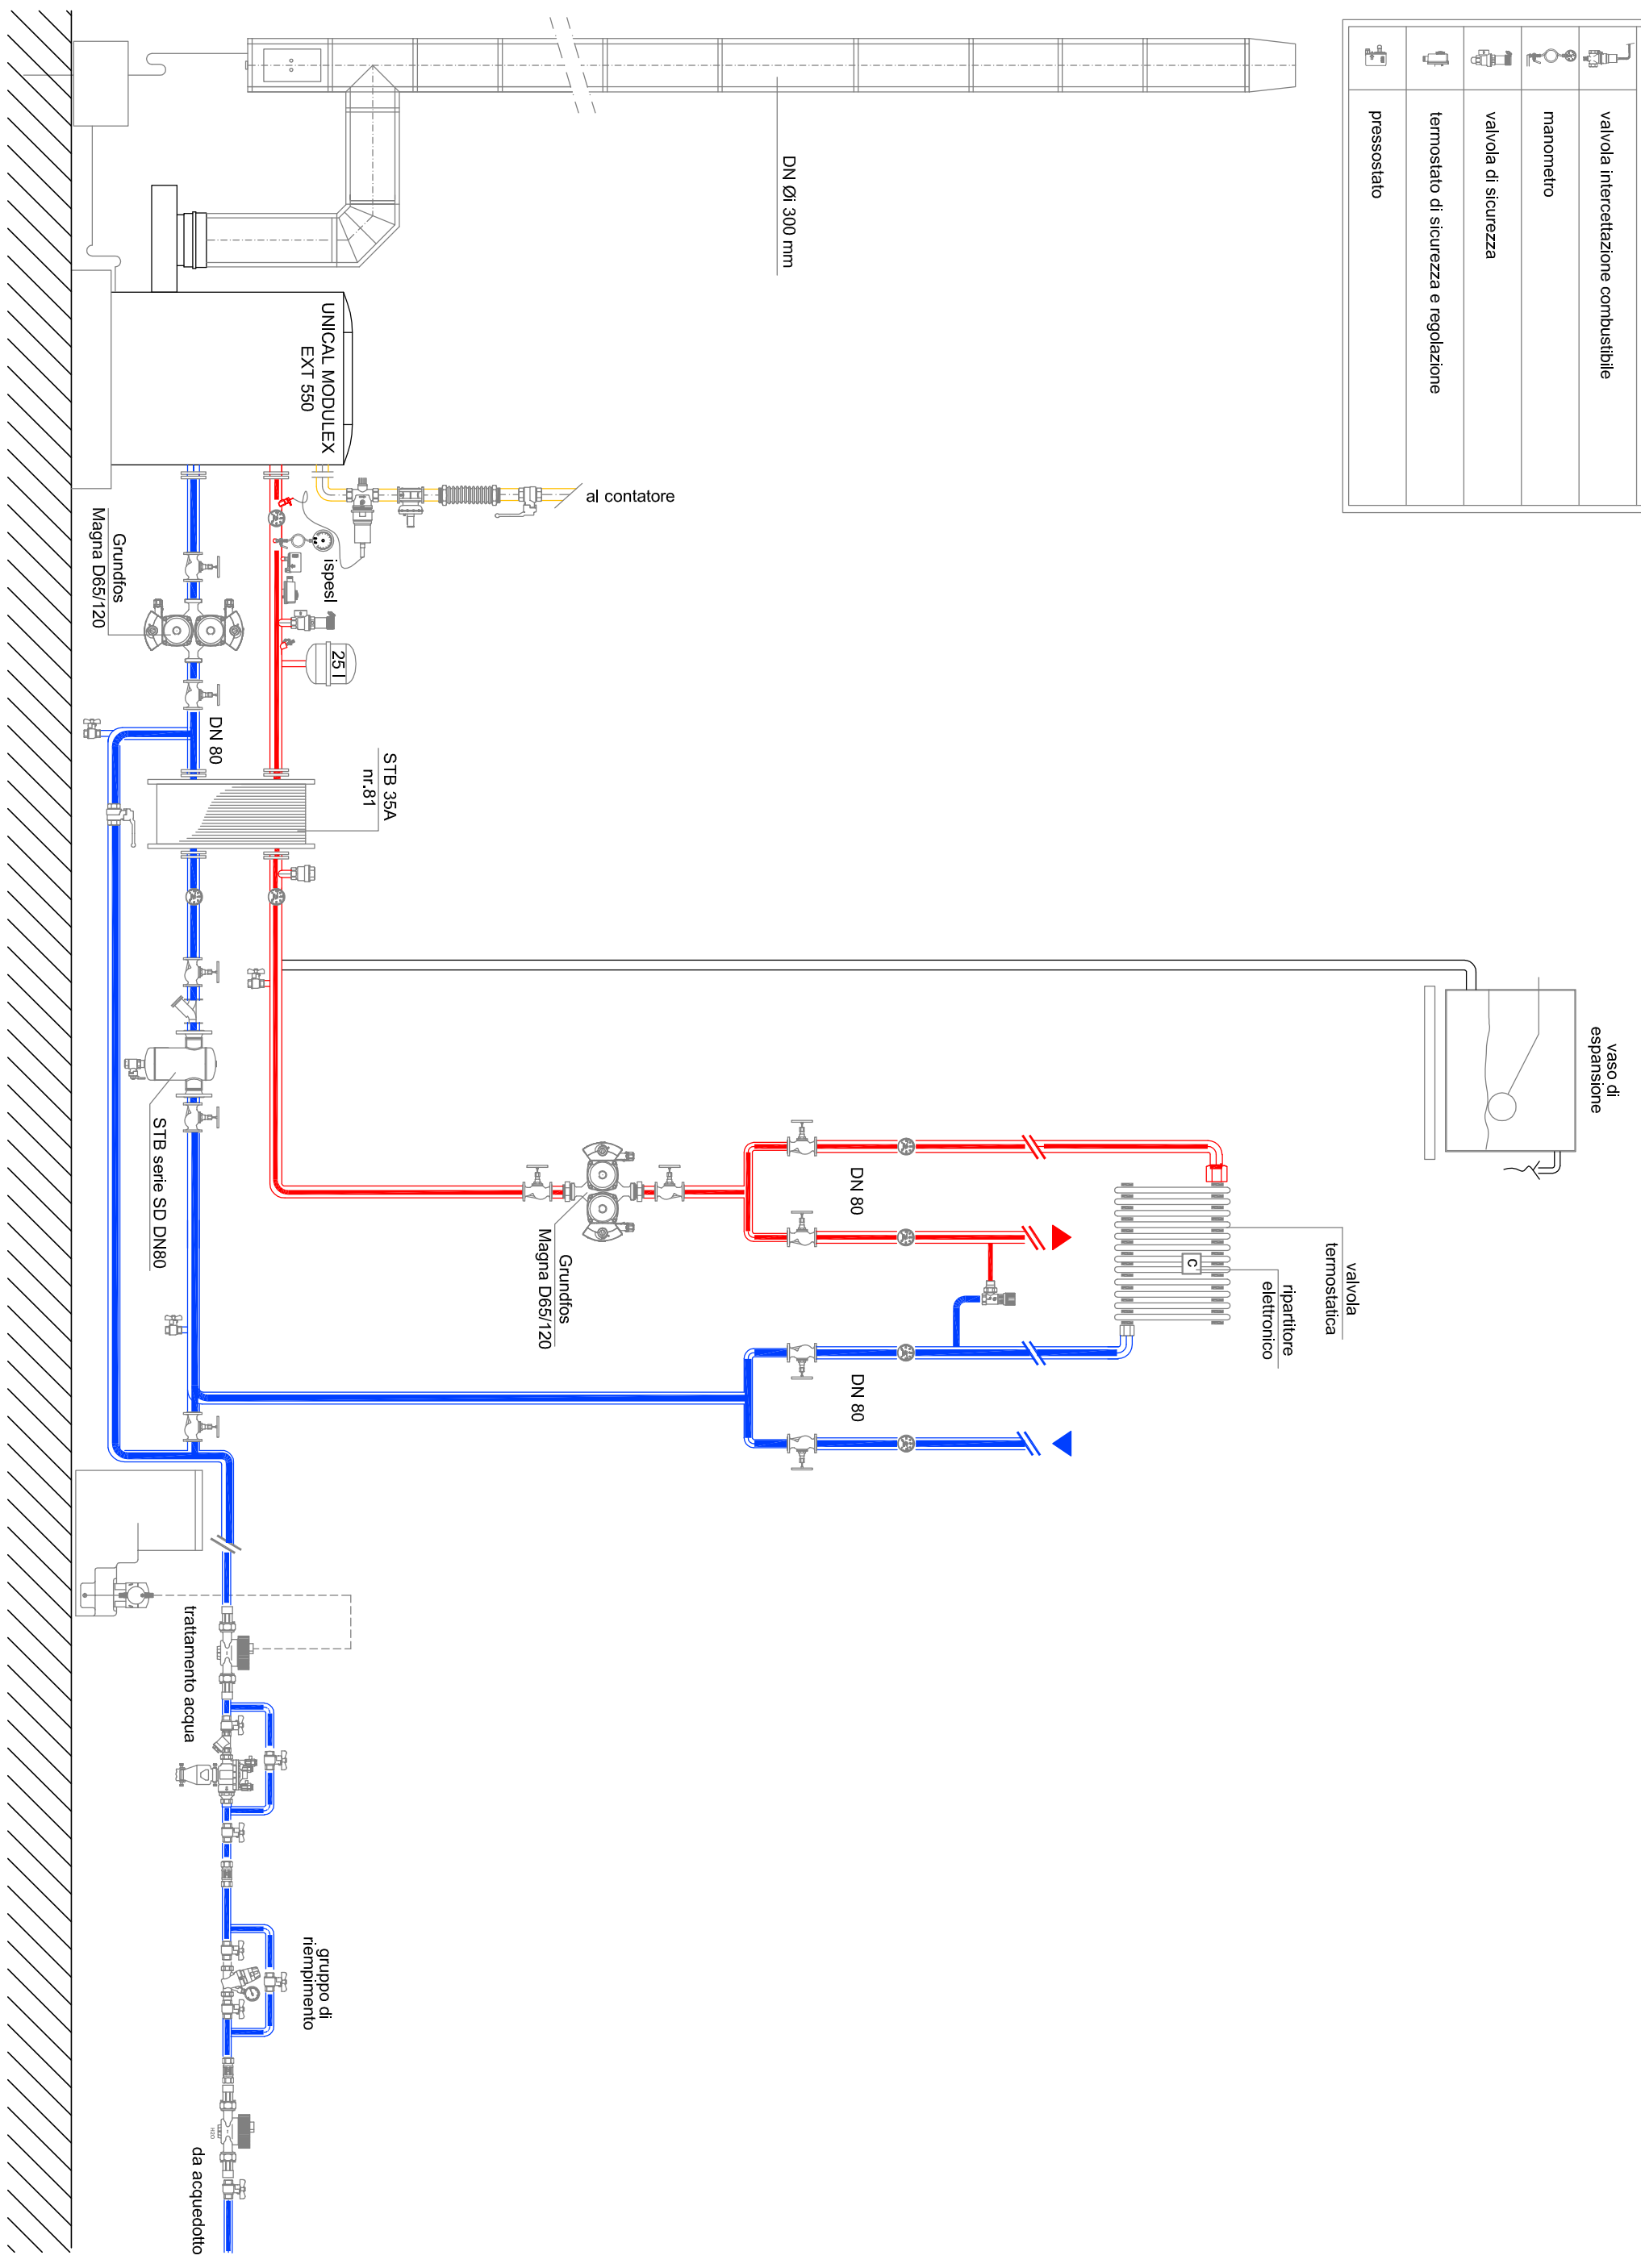 valvola intercettazione combustibile
manometro
valvola di sicurezza
termostato di sicurezza e regolazione
pressostato
DN Øi 300 mm
UNICAL MODULEX
EXT 550
al contatore
ispesl
25 l
Grundfos
Magna D65/120
DN 80
STB 35A
nr.81
vaso di
espansione
STB serie SD DN80
Grundfos
Magna D65/120
DN 80
DN 80
valvola
termostatica
ripartitore
elettronico
C
trattamento acqua
gruppo di
riempimento
H2O
da acquedotto